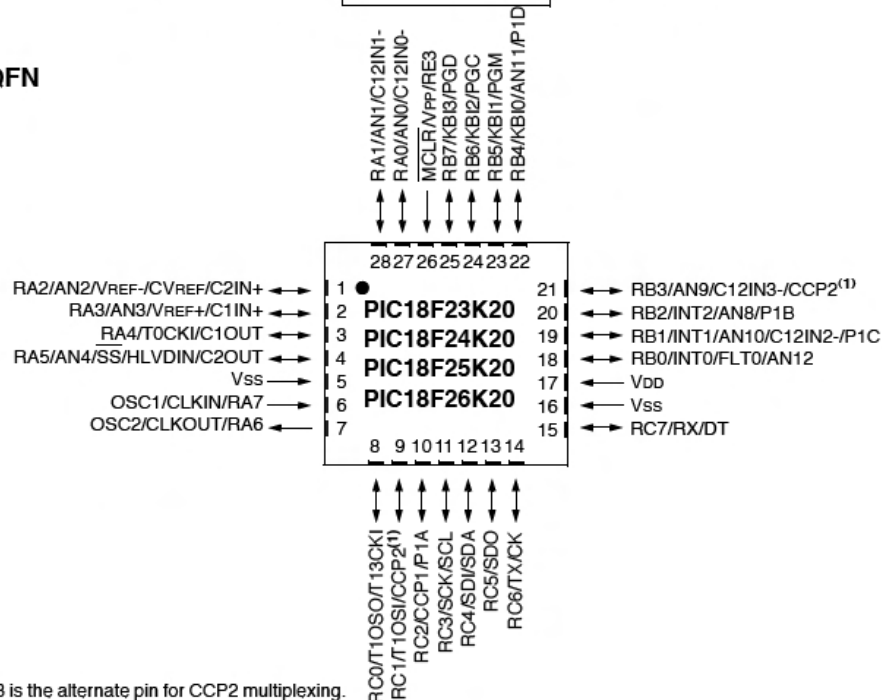 QFN
RA1/AN1/C12IN1-
RA0/AN0/C12IN0-
MCLR/VPP/RE3
RB7/KBI3/PGD
RB6/KBI2/PGC
RB5/KBI1/PGM
RB4/KBI0/AN11/P1D
28 27 26 25 24 23 22
RA2/AN2/VREF-/CVREF/C2IN+ 1
RA3/AN3/VREF+/C1IN+ 2
RA4/T0CKI/C1OUT 3
RA5/AN4/SS/HLVDIN/C2OUT 4
VSS 5
OSC1/CLKIN/RA7 6
OSC2/CLKOUT/RA6 7
PIC18F23K20
PIC18F24K20
PIC18F25K20
PIC18F26K20
21 RB3/AN9/C12IN3-/CCP2(1)
20 RB2/INT2/AN8/P1B
19 RB1/INT1/AN10/C12IN2-/P1C
18 RB0/INT0/FLT0/AN12
17 VDD
16 VSS
15 RC7/RX/DT
8 9 10 11 12 13 14
RC0/T1OSO/T13CKI
RC1/T1OSI/CCP2(1)
RC2/CCP1/P1A
RC3/SCK/SCL
RC4/SDI/SDA
RC5/SDO
RC6/TX/CK
is the alternate pin for CCP2 multiplexing.